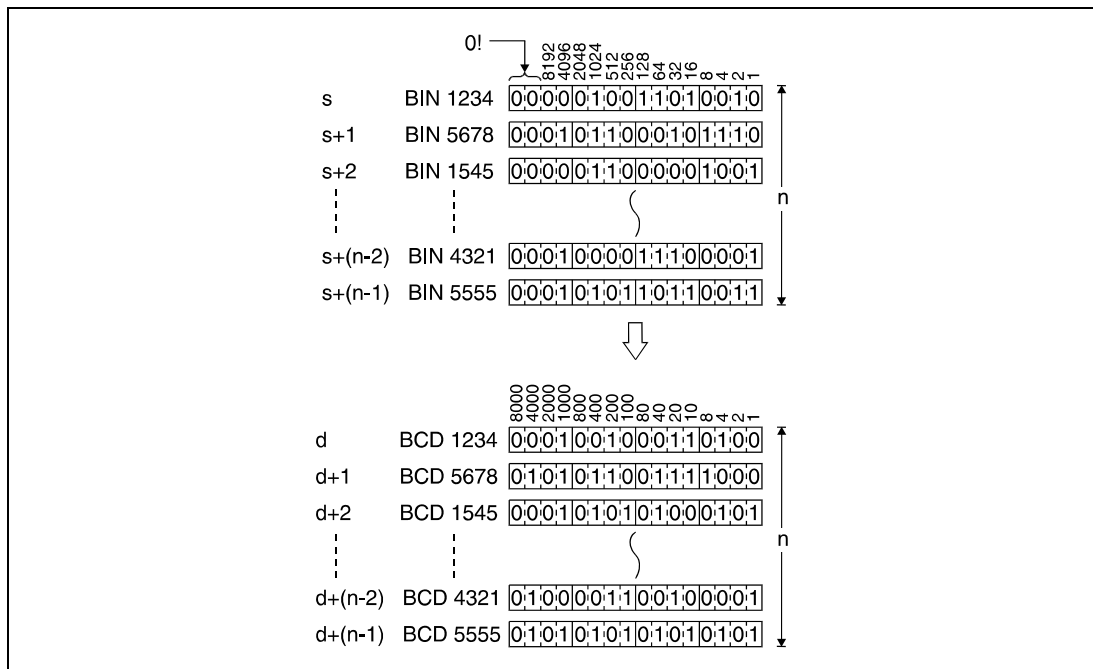 0! 8192 4096 2048 1024 512 256 128 64 32 16 8 4 2 1
s BIN 1234 0000010011010010
s+1 BIN 5678 0001011000101110
s+2 BIN 1545 0000011000001001
n
s+(n-2) BIN 4321 0001000011100001
s+(n-1) BIN 5555 0001010110110011
8000 4000 2000 1000 800 400 200 100 80 40 20 10 8 4 2 1
d BCD 1234 0001001000110100
d+1 BCD 5678 0101011001111000
d+2 BCD 1545 0001010101000101
n
d+(n-2) BCD 4321 0100001100100001
d+(n-1) BCD 5555 0101010101010101